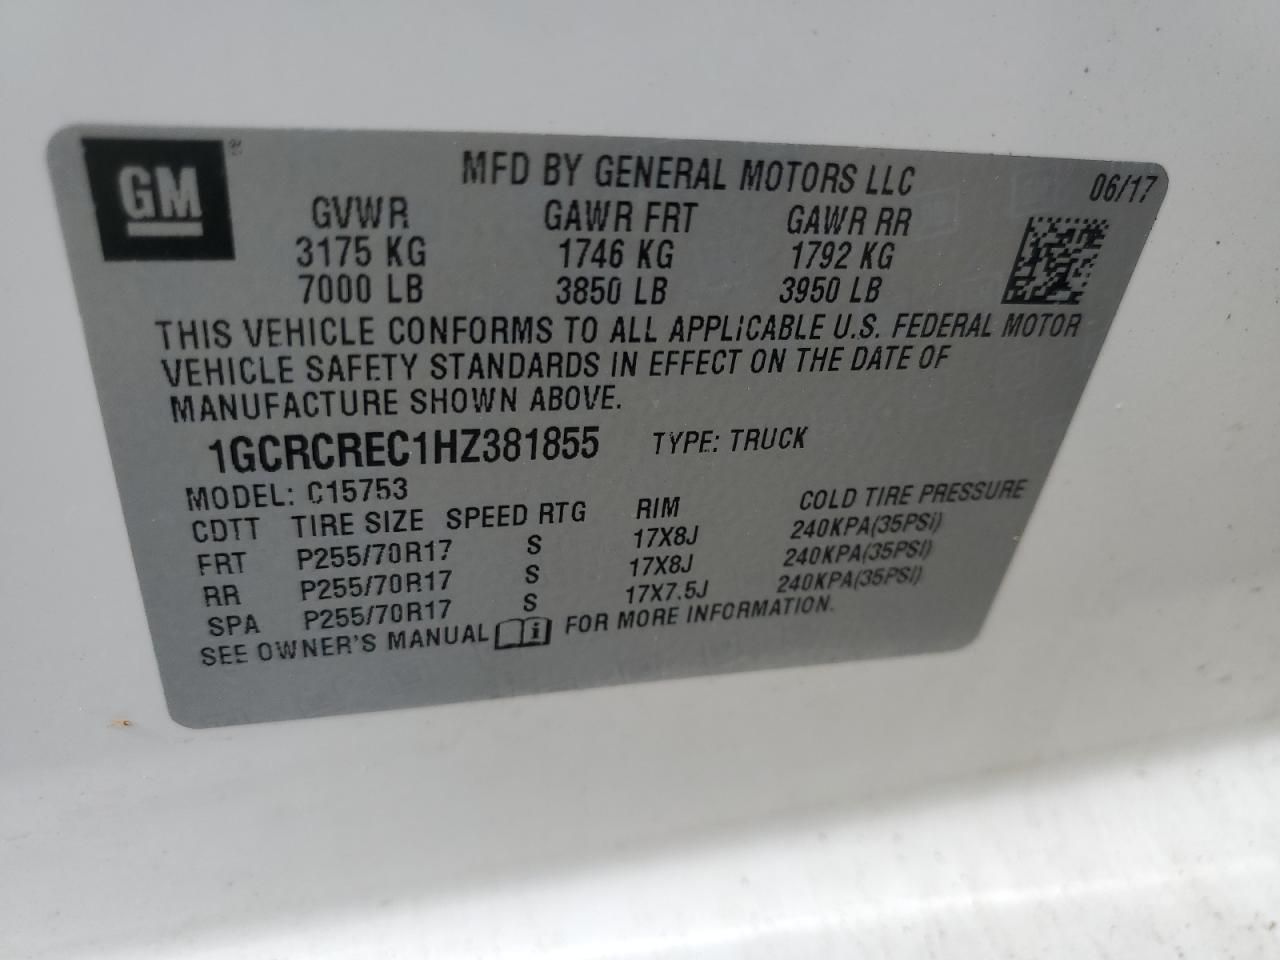 GM®
MFD BY GENERAL MOTORS LLC 06/17
GVWR GAWR FRT GAWR RR
3175 KG 1746 KG 1792 KG
7000 LB 3850 LB 3950 LB
THIS VEHICLE CONFORMS TO ALL APPLICABLE U.S. FEDERAL MOTOR
VEHICLE SAFETY STANDARDS IN EFFECT ON THE DATE OF
MANUFACTURE SHOWN ABOVE.
1GCRCREC1HZ381855 TYPE: TRUCK
MODEL: C15753
CDTT TIRE SIZE SPEED RTG RIM COLD TIRE PRESSURE
FRT P255/70R17 S 17X8J 240KPA(35PSI)
RR P255/70R17 S 17X8J 240KPA(35PSI)
SPA P255/70R17 S 17X7.5J 240KPA(35PSI)
SEE OWNER'S MANUAL i FOR MORE INFORMATION.